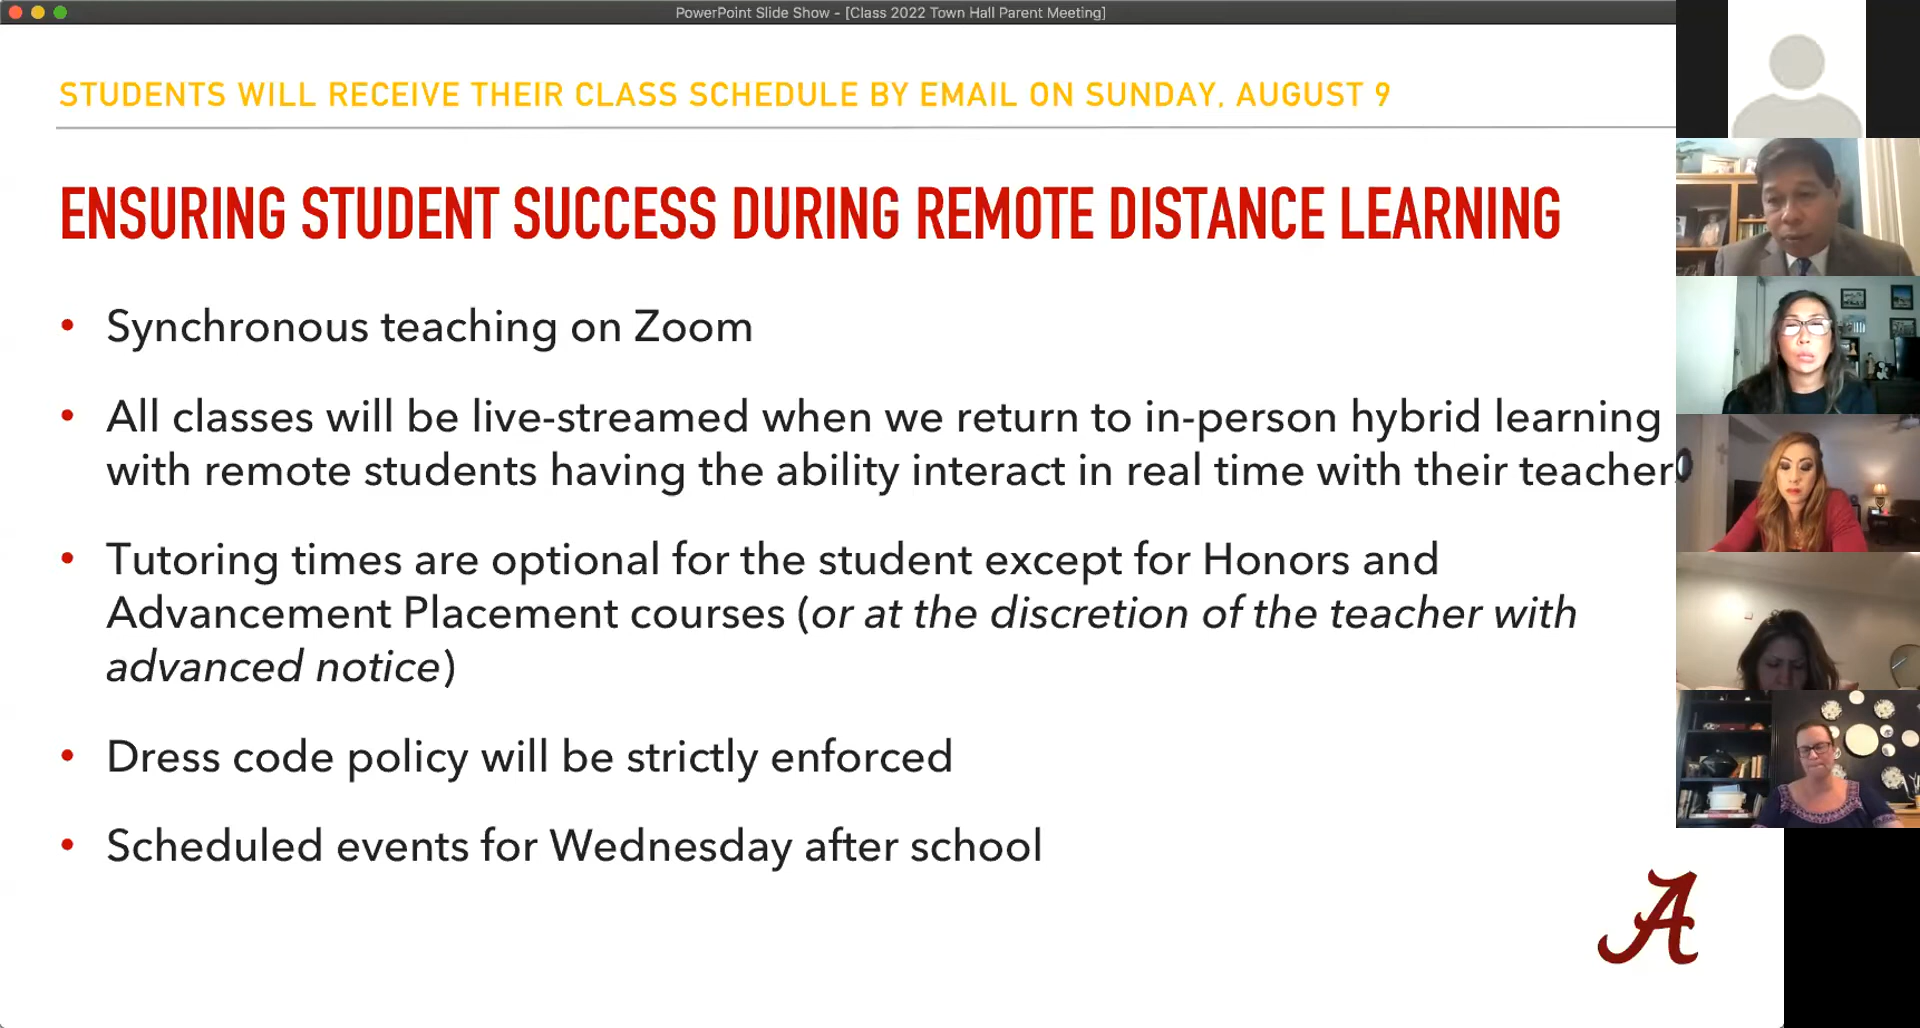 PowerPoint Slide Show - [Class 2022 Town Hall Parent Meeting]
STUDENTS WILL RECEIVE THEIR CLASS SCHEDULE BY EMAIL ON SUNDAY, AUGUST 9
ENSURING STUDENT SUCCESS DURING REMOTE DISTANCE LEARNING
• Synchronous teaching on Zoom
• All classes will be live-streamed when we return to in-person hybrid learning
with remote students having the ability interact in real time with their teacher
• Tutoring times are optional for the student except for Honors and
Advancement Placement courses (or at the discretion of the teacher with
advanced notice)
• Dress code policy will be strictly enforced
• Scheduled events for Wednesday after school
A